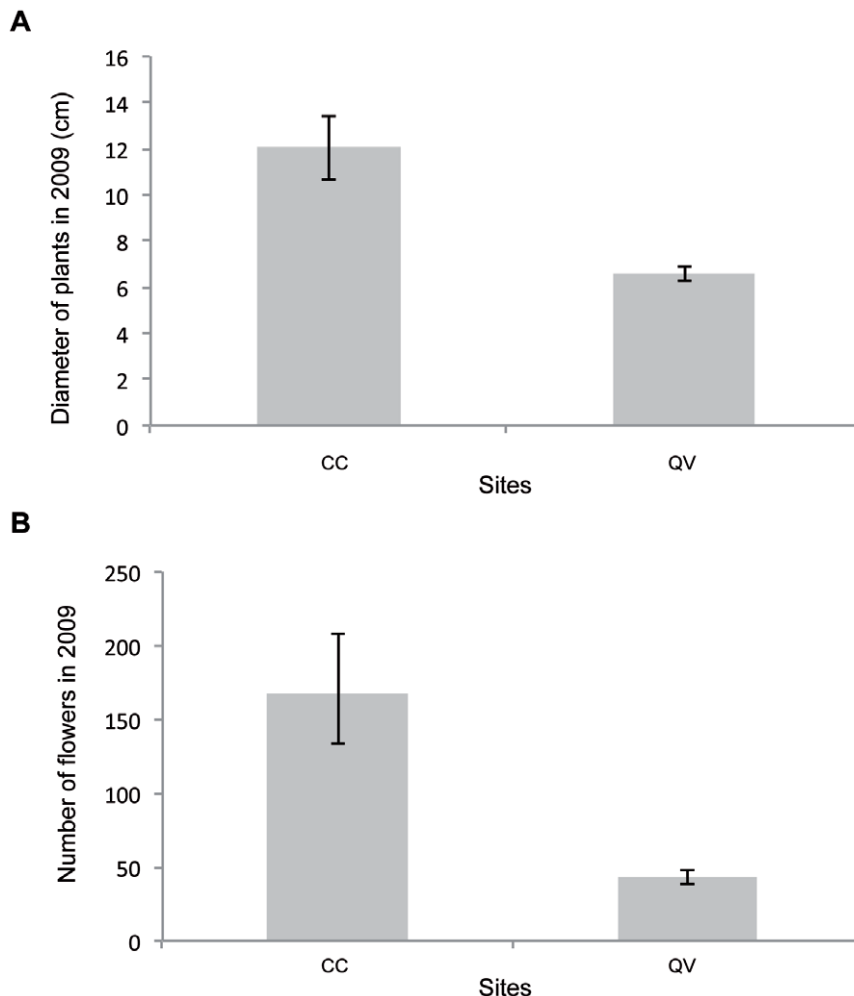 A
Diameter of plants in 2009 (cm)
16
14
12
10
8
6
4
2
0
CC QV
Sites
B
Number of flowers in 2009
250
200
150
100
50
0
CC QV
Sites